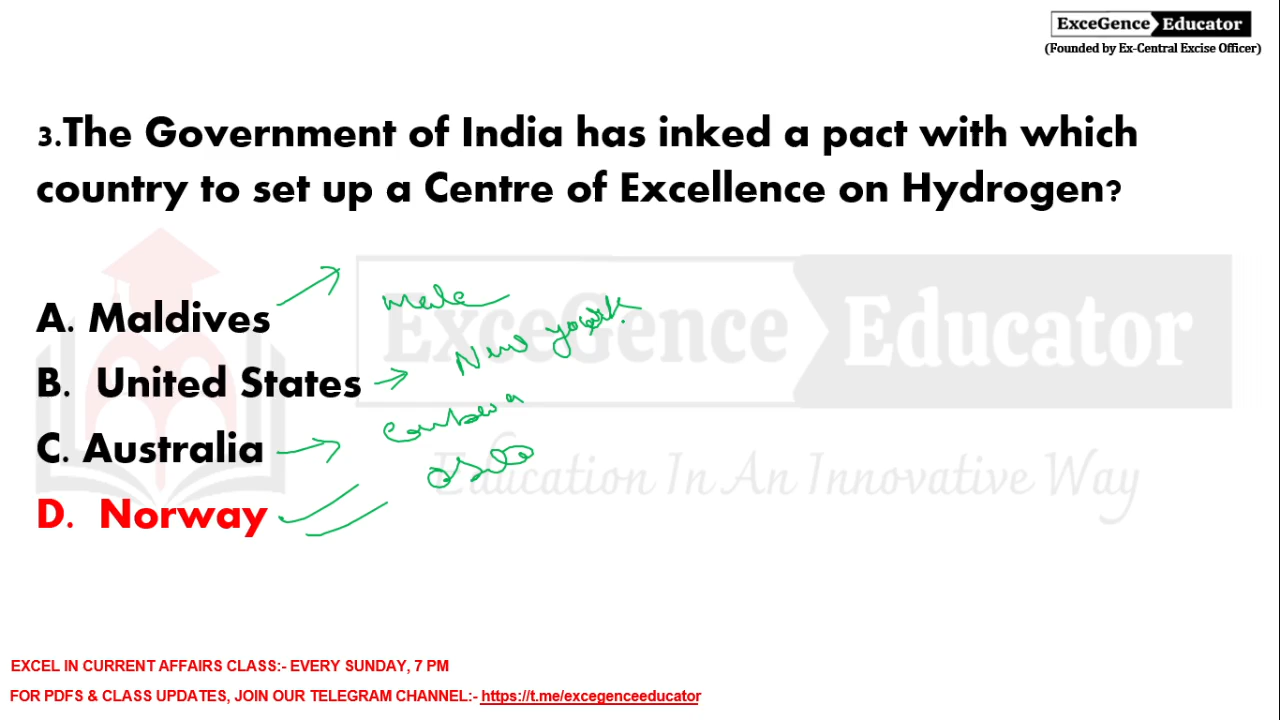 ExceGence Educator
(Founded by Ex-Central Excise Officer)
3.The Government of India has inked a pact with which
country to set up a Centre of Excellence on Hydrogen?
A. Maldives
male
New york
B. United States
C. Australia
oslo
D. Norway
ExceGence Educator
Education In An Innovative Way
EXCEL IN CURRENT AFFAIRS CLASS:- EVERY SUNDAY, 7 PM
FOR PDFS & CLASS UPDATES, JOIN OUR TELEGRAM CHANNEL:- https://t.me/excegenceeducator